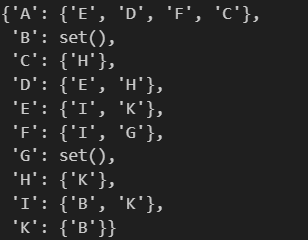 {'A': {'E', 'D', 'F', 'C'},
'B': set(),
'C': {'H'},
'D': {'E', 'H'},
'E': {'I', 'K'},
'F': {'I', 'G'},
'G': set(),
'H': {'K'},
'I': {'B', 'K'},
'K': {'B'}}